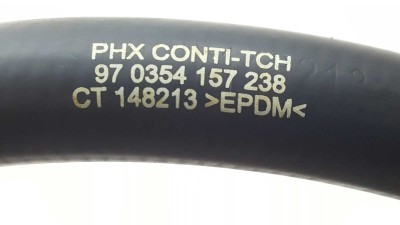 PHX CONTI-TCH
97 0354 157 238
CT 148213 >EPDM<